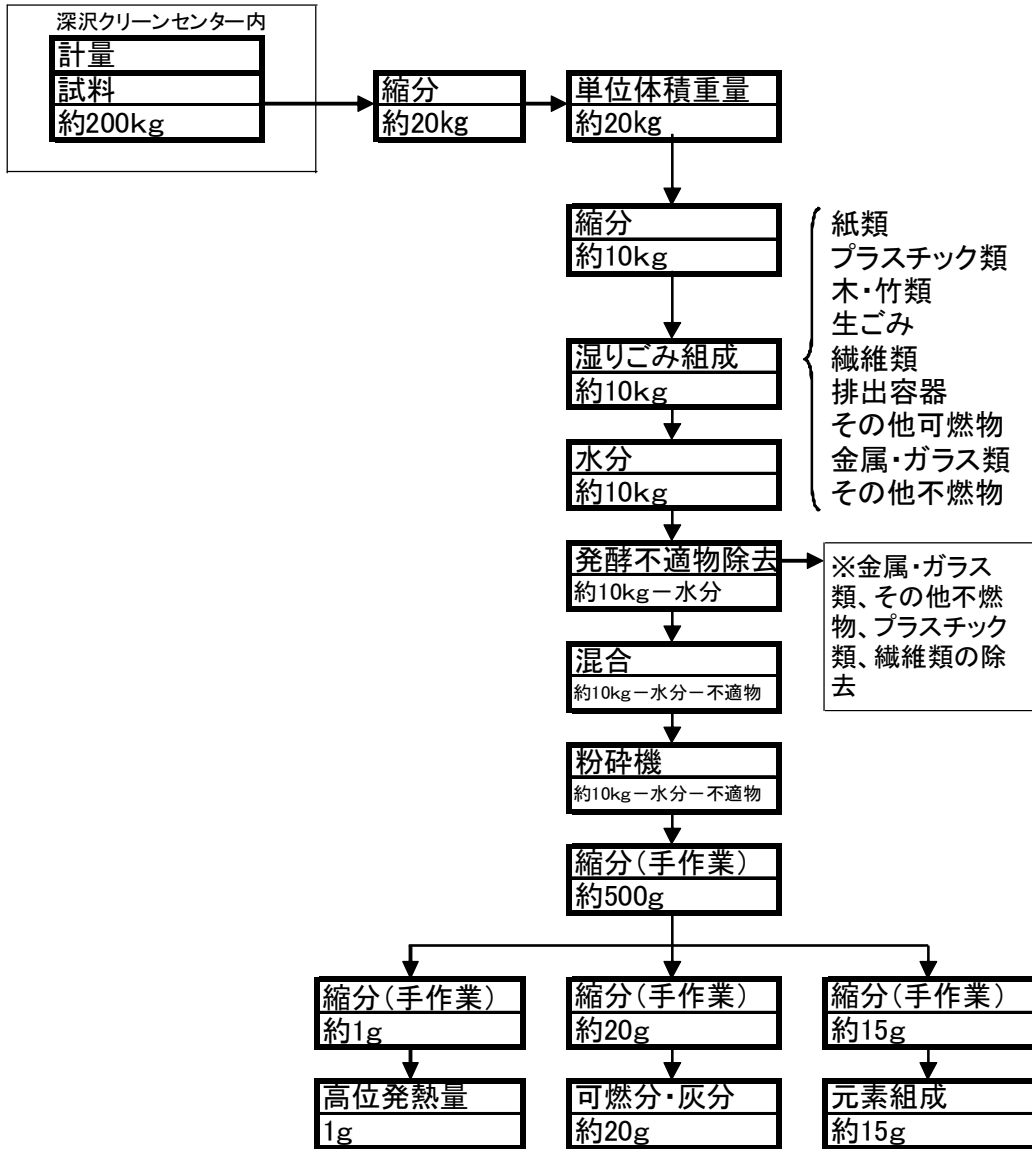 深沢クリーンセンター内
計量
試料
約200kg
縮分
約20kg
単位体積重量
約20kg
縮分
約10kg
紙類
プラスチック類
木・竹類
生ごみ
繊維類
排出容器
その他可燃物
金属・ガラス類
その他不燃物
湿りごみ組成
約10kg
水分
約10kg
発酵不適物除去
約10kg－水分
※金属・ガラス
類、その他不燃
物、プラスチック
類、繊維類の除
去
混合
約10kg－水分－不適物
粉砕機
約10kg－水分－不適物
縮分(手作業)
約500g
縮分(手作業)
約1g
縮分(手作業)
約20g
縮分(手作業)
約15g
高位発熱量
1g
可燃分・灰分
約20g
元素組成
約15g